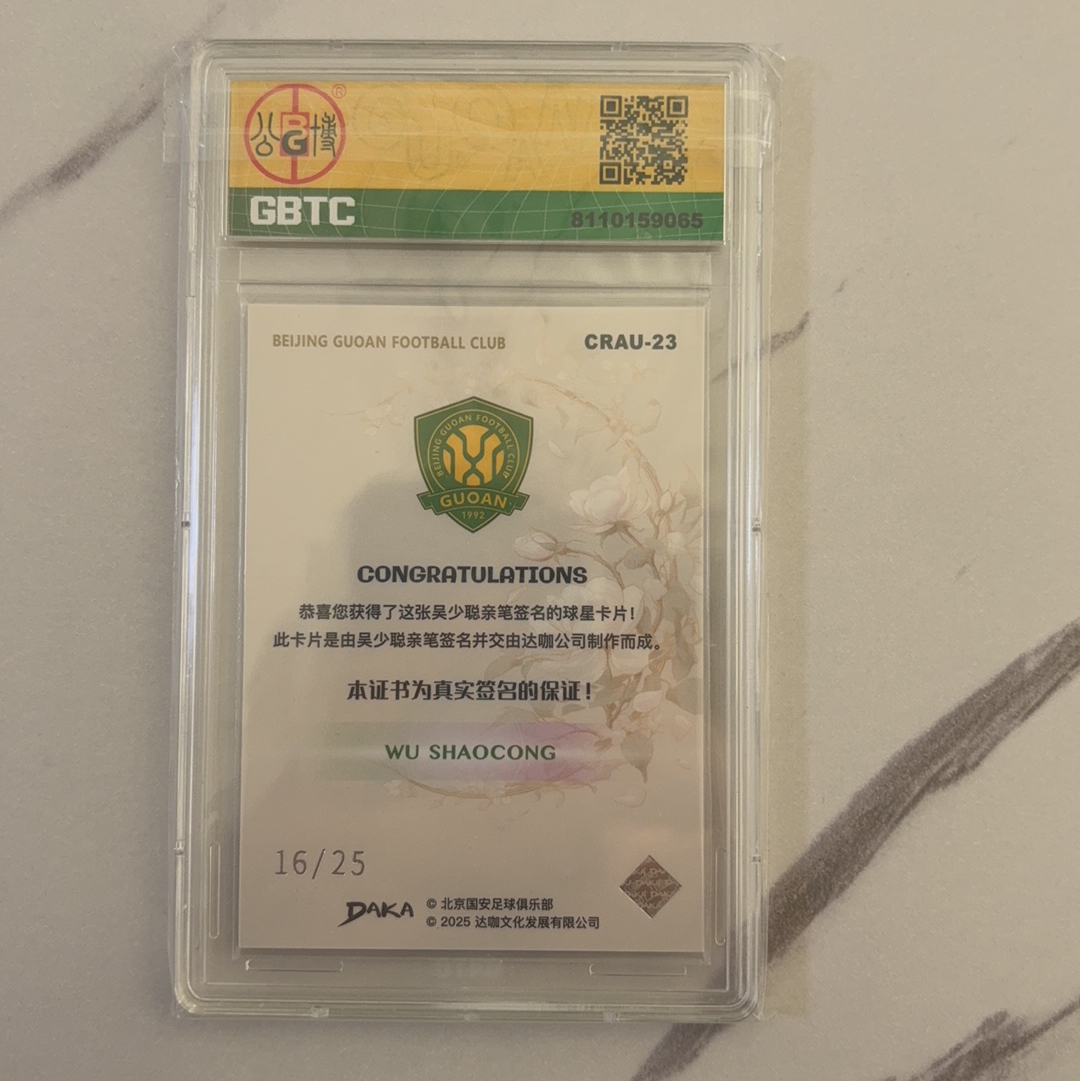 公 BG 博 ®
GBTC
8110159065
BEIJING GUOAN FOOTBALL CLUB
CRAU-23
BEIJING GUOAN FOOTBALL CLUB
GUOAN
1992
CONGRATULATIONS
恭喜您获得了这张吴少聪亲笔签名的球星卡片!
此卡片是由吴少聪亲笔签名并交由达咖公司制作而成。
本证书为真实签名的保证!
WU SHAOCONG
16/25
DAKA
© 北京国安足球俱乐部
© 2025 达咖文化发展有限公司